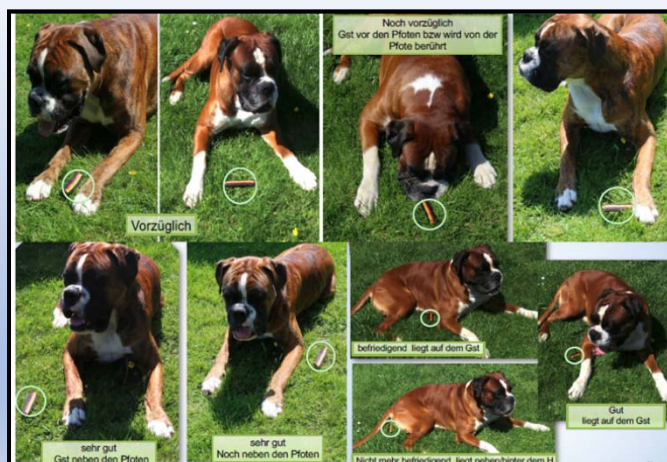 Noch vorzüglich
Gst vor den Pfoten bzw wird von der
Pfote berührt
Vorzüglich
sehr gut
Gst neben den Pfoten
sehr gut
Noch neben den Pfoten
befriedigend liegt auf dem Gst
Nicht mehr befriedigend, liegt neben/hinter dem H
Gut
liegt auf dem Gst